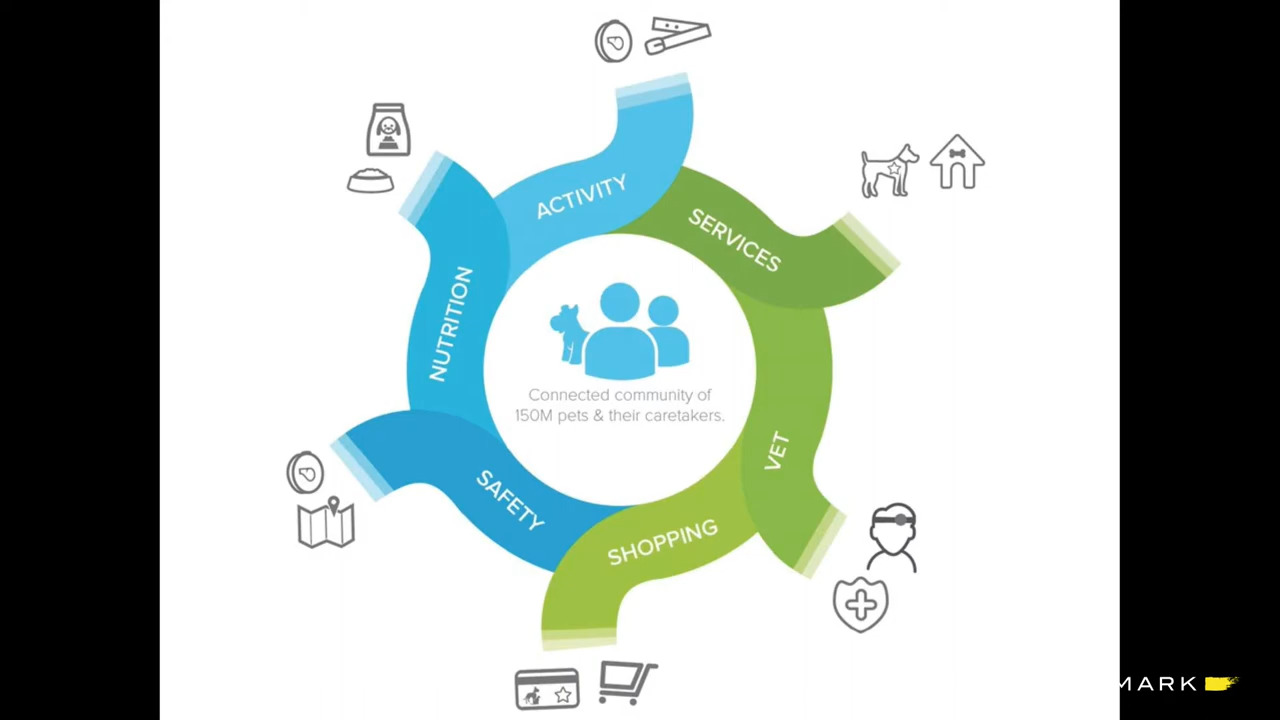 ACTIVITY
SERVICES
NUTRITION
Connected community of
150M pets & their caretakers.
VET
SAFETY
SHOPPING
MARK